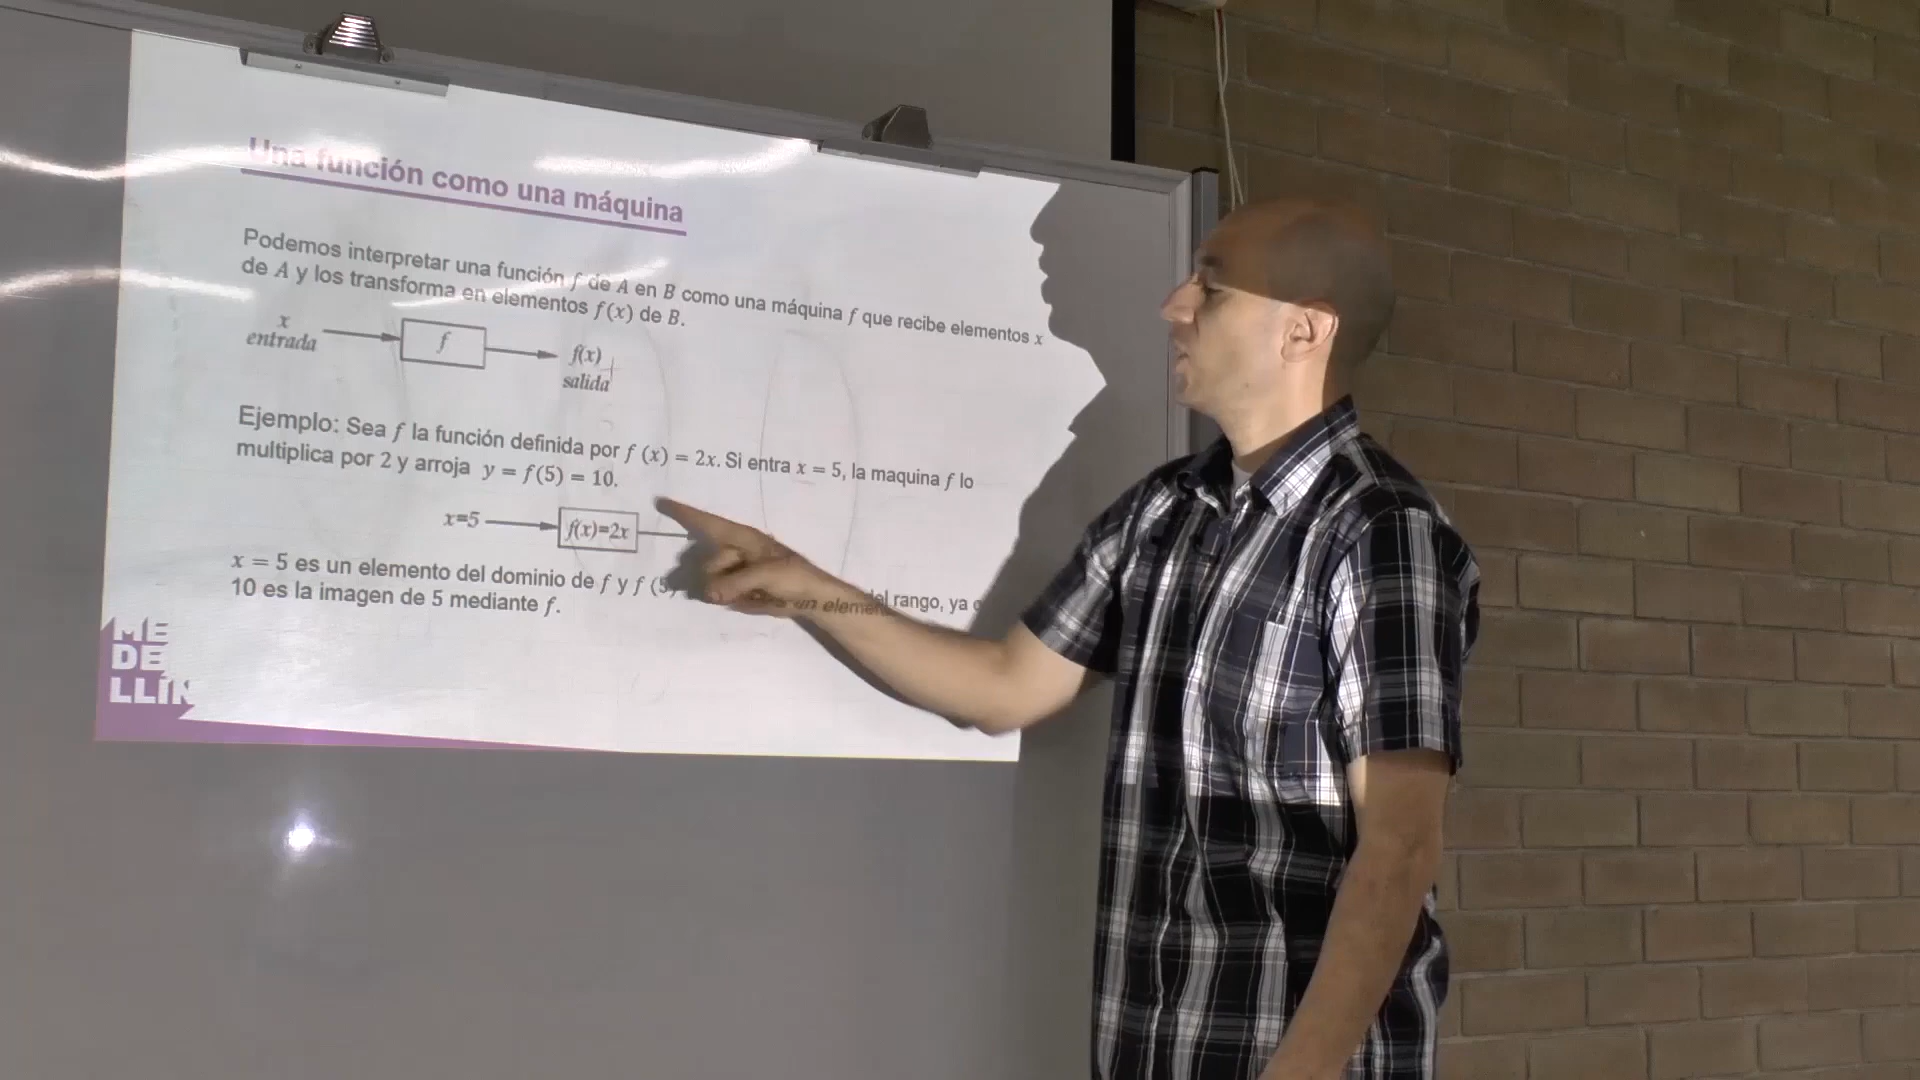 Una función como una máquina
Podemos interpretar una función f de A en B como una máquina f que recibe elementos x
de A y los transforma en elementos f(x) de B.
x
entrada
f
f(x)
salida
Ejemplo: Sea f la función definida por f (x) = 2x. Si entra x = 5, la maquina f lo
multiplica por 2 y arroja y = f(5) = 10.
x=5
f(x)=2x
x = 5 es un elemento del dominio de f y f (5) un elemen del rango, ya
10 es la imagen de 5 mediante f.
ME
DE
LLÍN